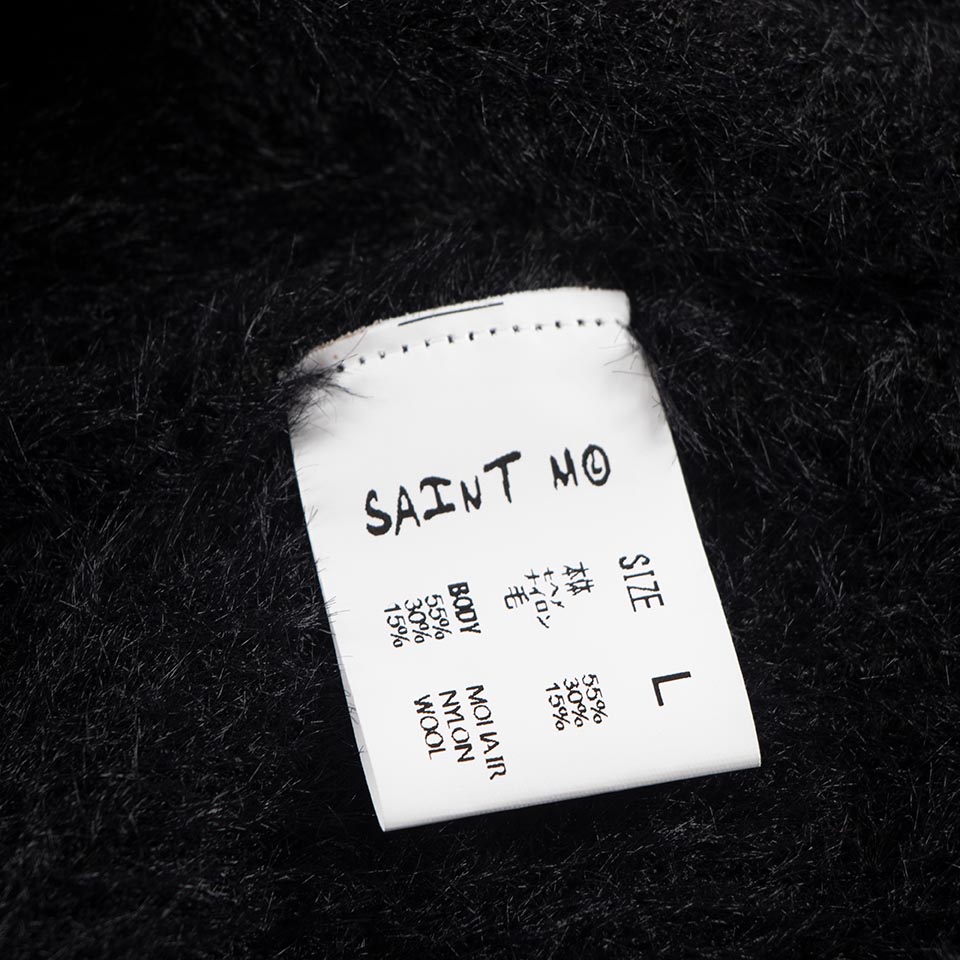 SAINT MO
SIZE L
本体
モヘア 55%
ナイロン 30%
毛 15%
BODY
55% MOHAIR
30% NYLON
15% WOOL